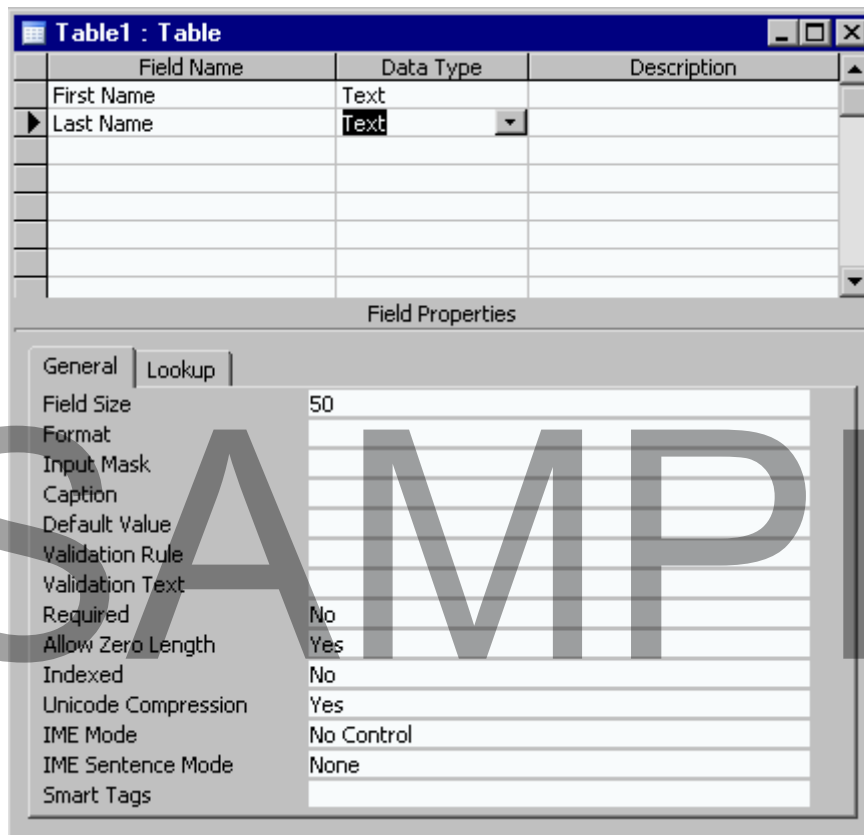 Table1 : Table
Field Name Data Type Description
First Name Text
Last Name Text
Field Properties
General Lookup
Field Size 50
Format
Input Mask
Caption
Default Value
Validation Rule
Validation Text
Required No
Allow Zero Length Yes
Indexed No
Unicode Compression Yes
IME Mode No Control
IME Sentence Mode None
Smart Tags
SAMP